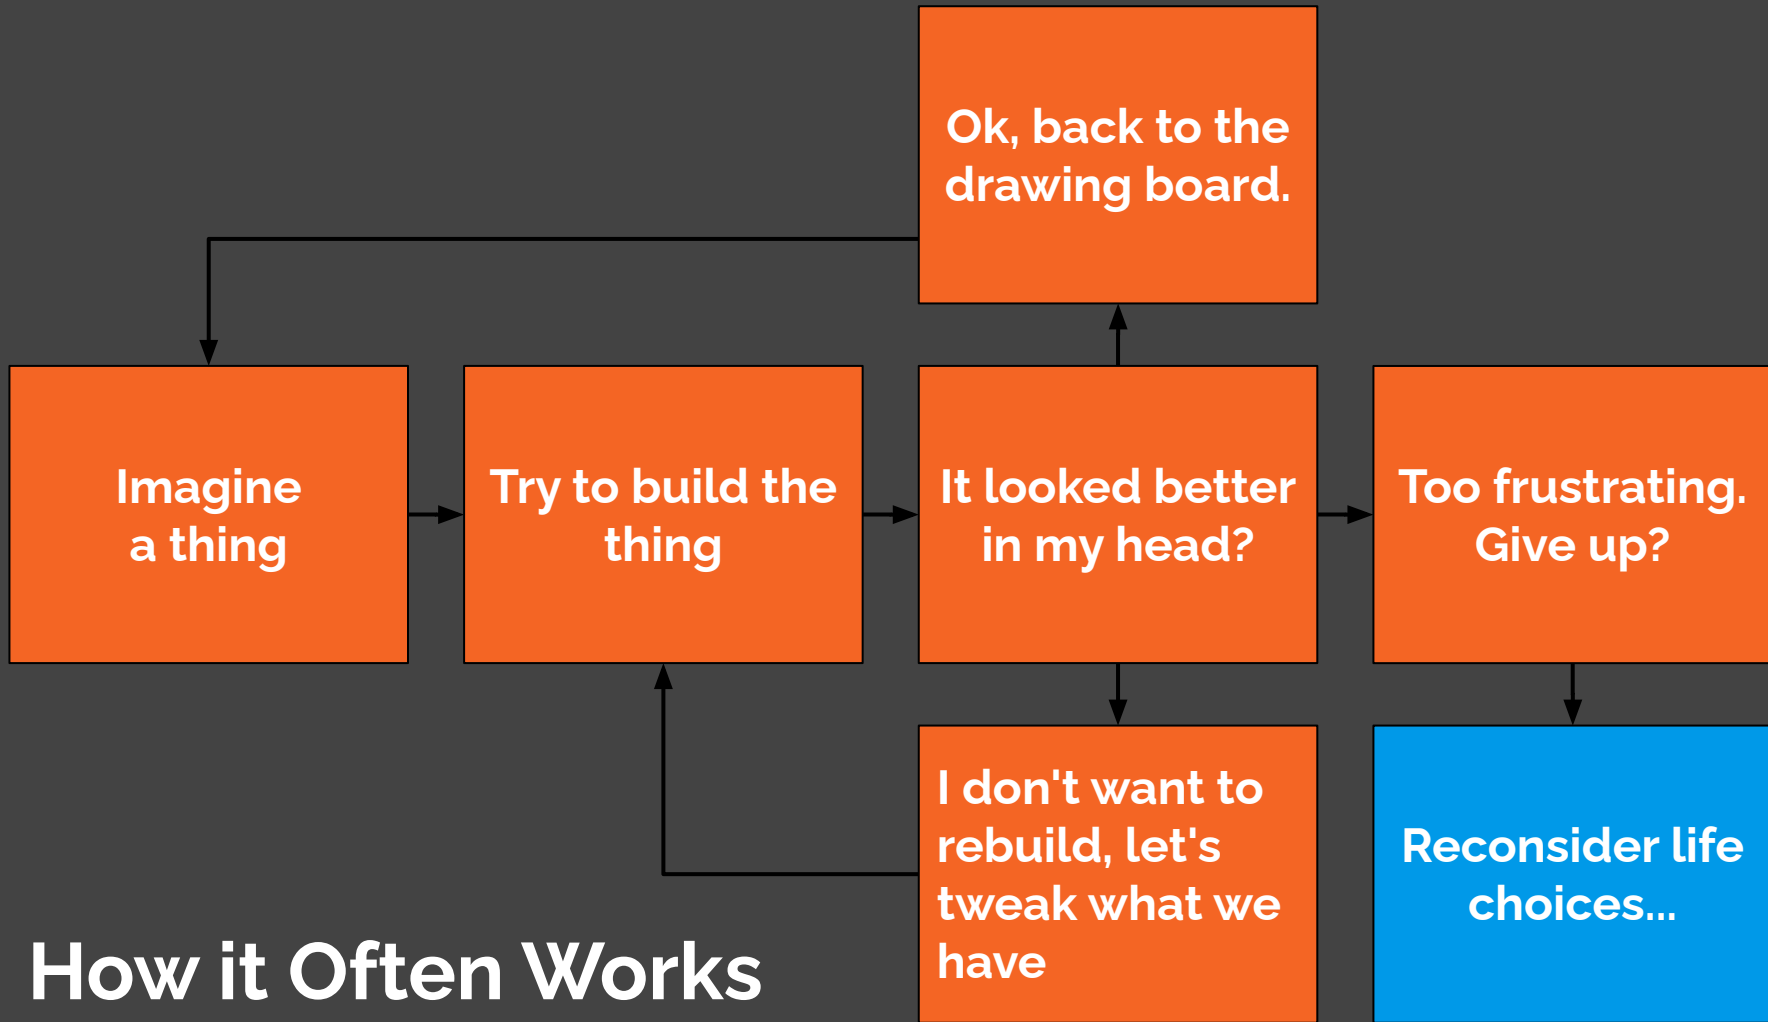 Ok, back to the
drawing board.
Imagine
a thing
Try to build the
thing
It looked better
in my head?
Too frustrating.
Give up?
I don't want to
rebuild, let's
tweak what we
have
Reconsider life
choices...
How it Often Works